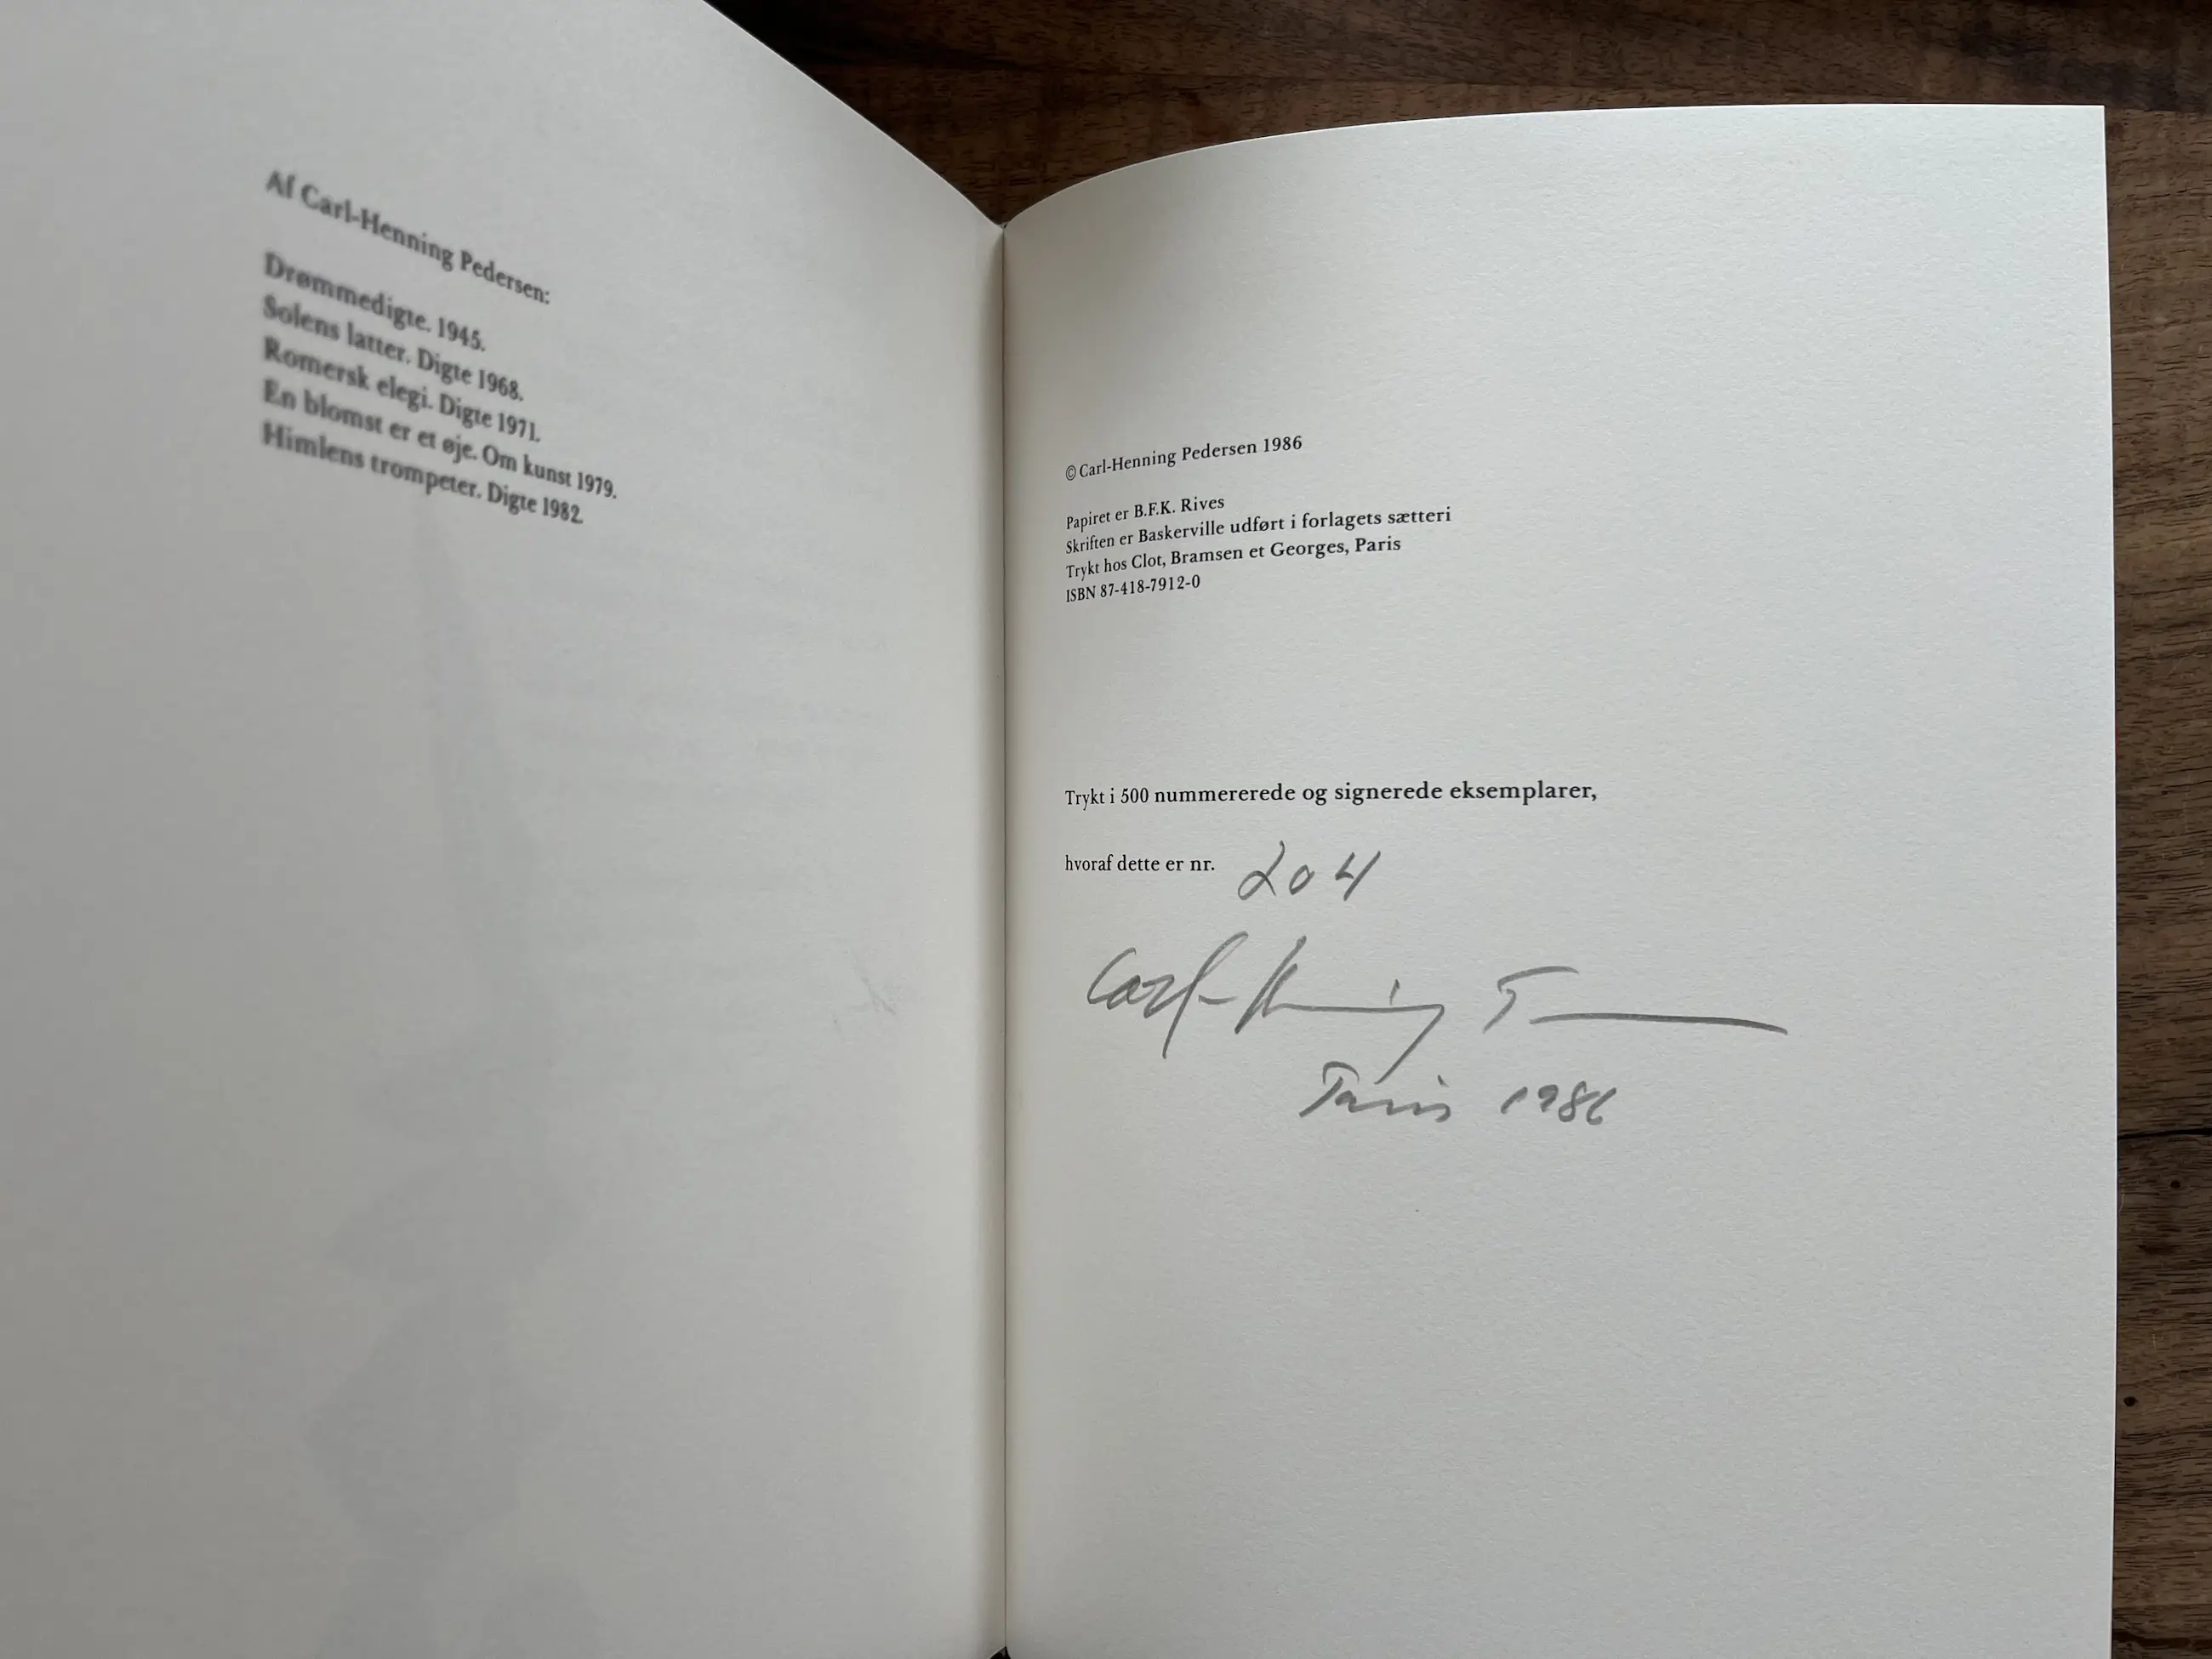 Af Carl-Henning Pedersen:
Drømmedigte. 1945.
Solens latter. Digte 1968.
Romersk elegi. Digte 1971.
En blomst er et øje. Om kunst 1979.
Himlens trompeter. Digte 1982.
© Carl-Henning Pedersen 1986
Papiret er B.F.K. Rives
Skriften er Baskerville udført i forlagets sætteri
Trykt hos Clot, Bramsen et Georges, Paris
ISBN 87-418-7912-0
Trykt i 500 nummererede og signerede eksemplarer,
hvoraf dette er nr. 204
Carl-Henning
Paris 1986